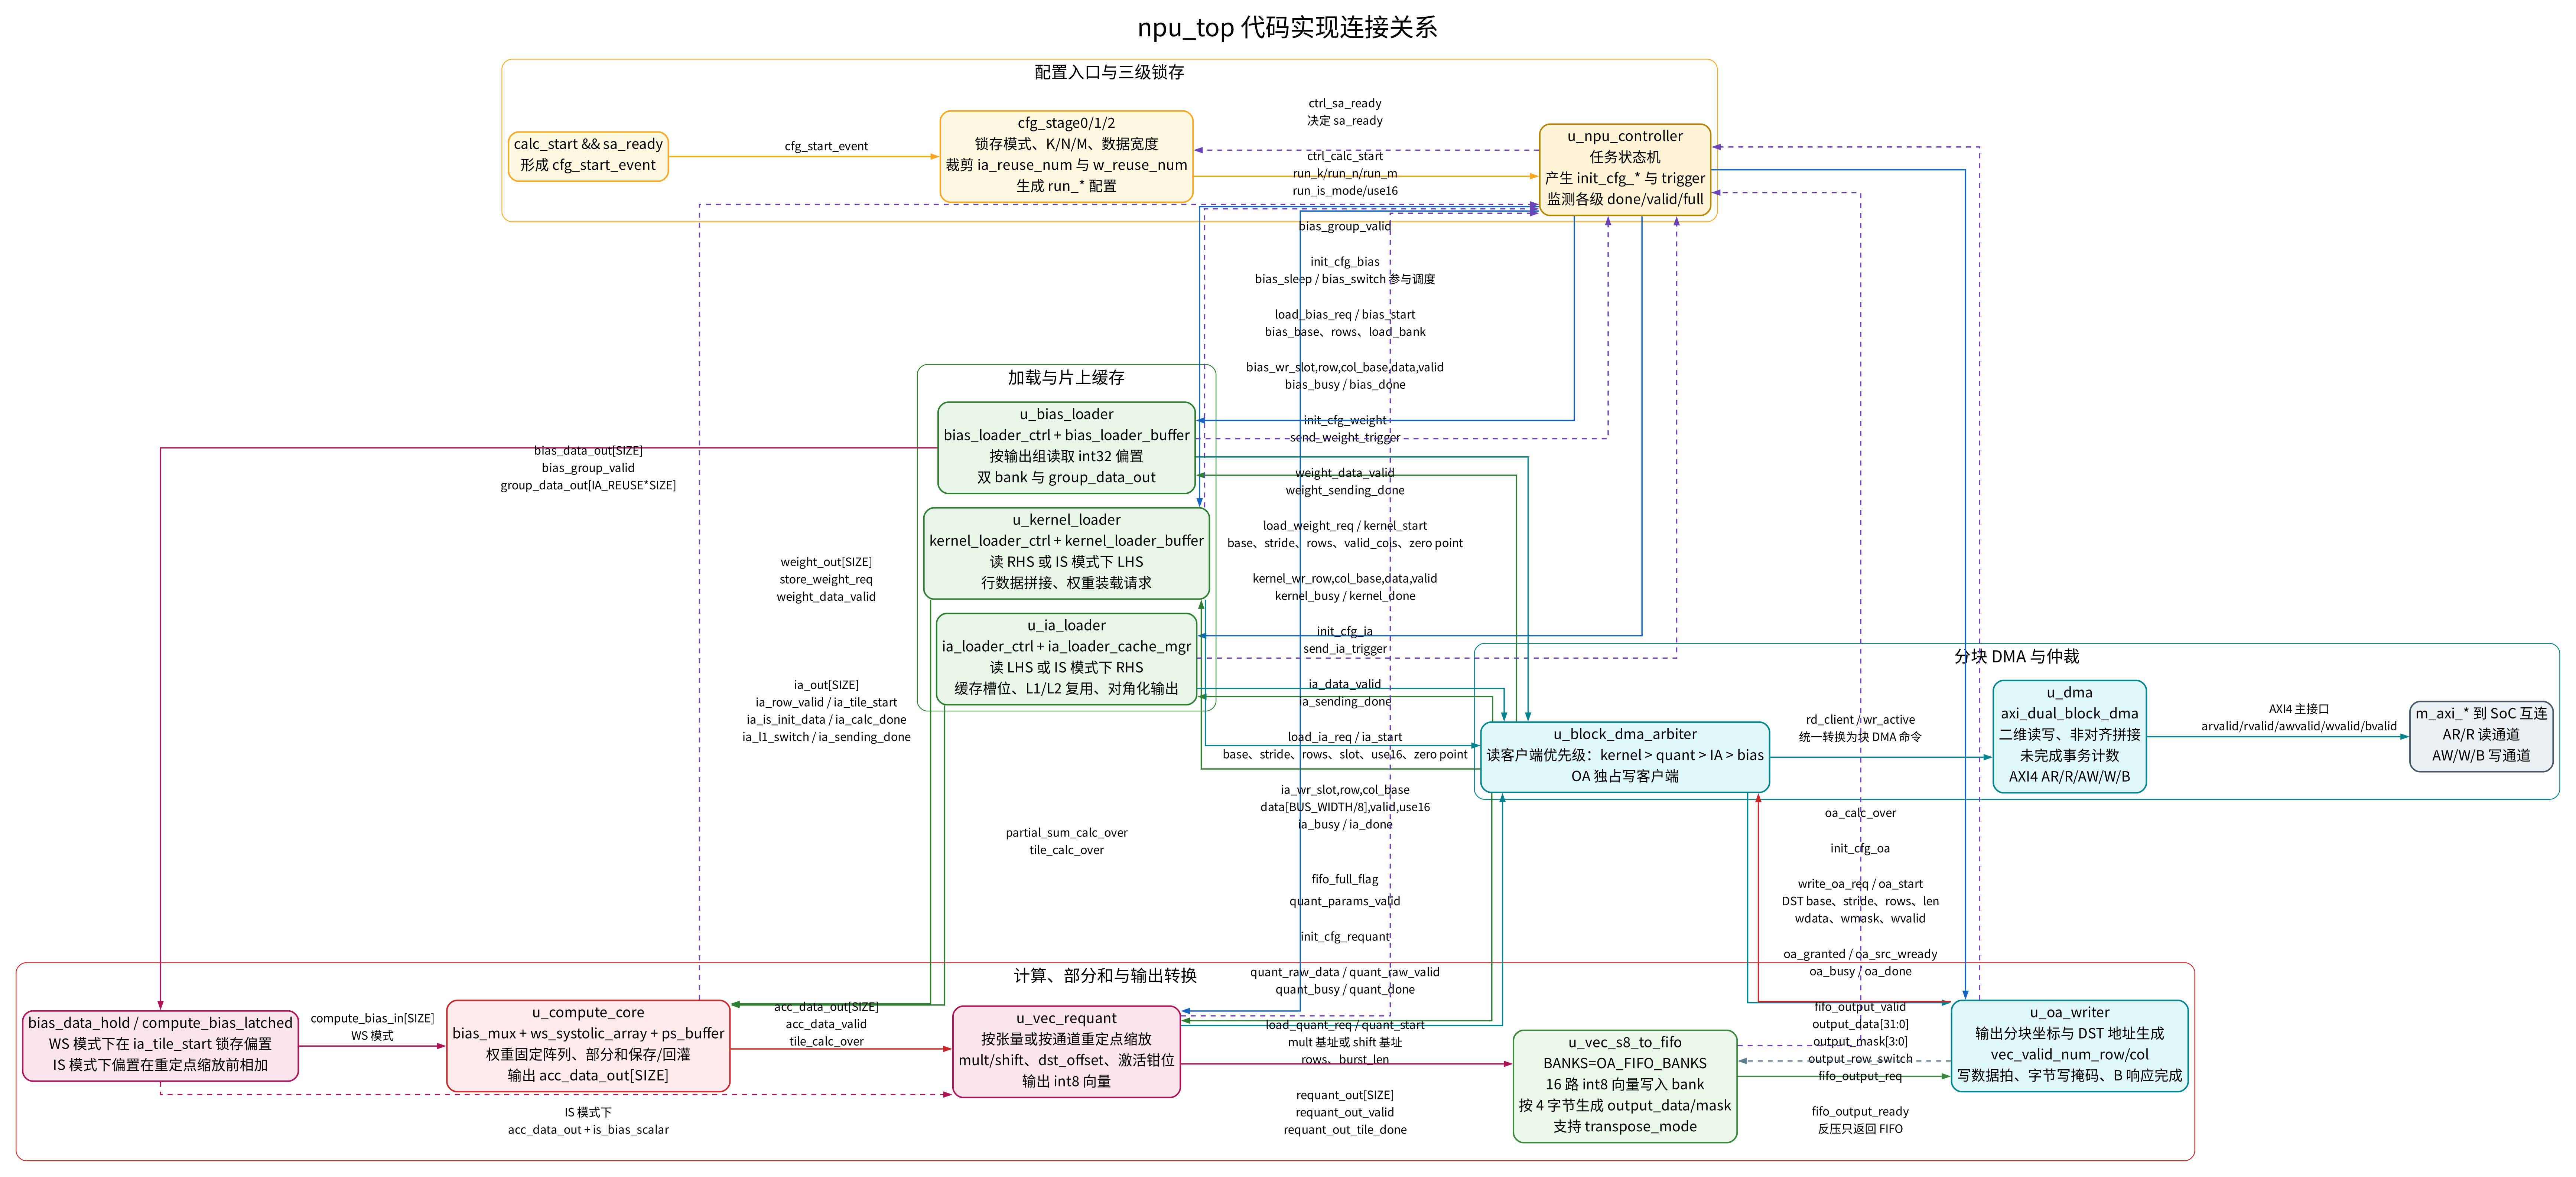 npu_top 代码实现连接关系
配置入口与三级锁存
calc_start && sa_ready
形成 cfg_start_event
cfg_start_event
cfg_stage0/1/2
锁存模式、K/N/M、数据宽度
裁剪 ia_reuse_num 与 w_reuse_num
生成 run_* 配置
ctrl_sa_ready
决定 sa_ready
ctrl_calc_start
run_k/run_n/run_m
run_is_mode/use16
u_npu_controller
任务状态机
产生 init_cfg_* 与 trigger
监测各级 done/valid/full
bias_group_valid
init_cfg_bias
bias_sleep / bias_switch 参与调度
load_bias_req / bias_start
bias_base、rows、load_bank
bias_wr_slot,row,col_base,data,valid
bias_busy / bias_done
init_cfg_weight
send_weight_trigger
weight_data_valid
weight_sending_done
load_weight_req / kernel_start
base、stride、rows、valid_cols、zero point
kernel_wr_row,col_base,data,valid
kernel_busy / kernel_done
init_cfg_ia
send_ia_trigger
ia_data_valid
ia_sending_done
load_ia_req / ia_start
base、stride、rows、slot、use16、zero point
ia_wr_slot,row,col_base
data[BUS_WIDTH/8],valid,use16
ia_busy / ia_done
加载与片上缓存
u_bias_loader
bias_loader_ctrl + bias_loader_buffer
按输出组读取 int32 偏置
双 bank 与 group_data_out
u_kernel_loader
kernel_loader_ctrl + kernel_loader_buffer
读 RHS 或 IS 模式下 LHS
行数据拼接、权重装载请求
u_ia_loader
ia_loader_ctrl + ia_loader_cache_mgr
读 LHS 或 IS 模式下 RHS
缓存槽位、L1/L2 复用、对角化输出
bias_data_out[SIZE]
bias_group_valid
group_data_out[IA_REUSE*SIZE]
weight_out[SIZE]
store_weight_req
weight_data_valid
ia_out[SIZE]
ia_row_valid / ia_tile_start
ia_is_init_data / ia_calc_done
ia_l1_switch / ia_sending_done
partial_sum_calc_over
tile_calc_over
分块 DMA 与仲裁
u_block_dma_arbiter
读客户端优先级：kernel > quant > IA > bias
OA 独占写客户端
rd_client / wr_active
统一转换为块 DMA 命令
u_dma
axi_dual_block_dma
二维读写、非对齐拼接
未完成事务计数
AXI4 AR/R/AW/W/B
AXI4 主接口
arvalid/rvalid/awvalid/wvalid/bvalid
m_axi_* 到 SoC 互连
AR/R 读通道
AW/W/B 写通道
fifo_full_flag
quant_params_valid
init_cfg_requant
quant_raw_data / quant_raw_valid
quant_busy / quant_done
load_quant_req / quant_start
mult 基址或 shift 基址
rows、burst_len
requant_out[SIZE]
requant_out_valid
requant_out_tile_done
oa_calc_over
init_cfg_oa
write_oa_req / oa_start
DST base、stride、rows、len
wdata、wmask、wvalid
oa_granted / oa_src_wready
oa_busy / oa_done
fifo_output_valid
output_data[31:0]
output_mask[3:0]
output_row_switch
fifo_output_req
fifo_output_ready
反压只返回 FIFO
计算、部分和与输出转换
bias_data_hold / compute_bias_latched
WS 模式下在 ia_tile_start 锁存偏置
IS 模式下偏置在重定点缩放前相加
compute_bias_in[SIZE]
WS 模式
u_compute_core
bias_mux + ws_systolic_array + ps_buffer
权重固定阵列、部分和保存/回灌
输出 acc_data_out[SIZE]
acc_data_out[SIZE]
acc_data_valid
tile_calc_over
IS 模式下
acc_data_out + is_bias_scalar
u_vec_requant
按张量或按通道重定点缩放
mult/shift、dst_offset、激活钳位
输出 int8 向量
u_vec_s8_to_fifo
BANKS=OA_FIFO_BANKS
16 路 int8 向量写入 bank
按 4 字节生成 output_data/mask
支持 transpose_mode
u_oa_writer
输出分块坐标与 DST 地址生成
vec_valid_num_row/col
写数据拍、字节写掩码、B 响应完成